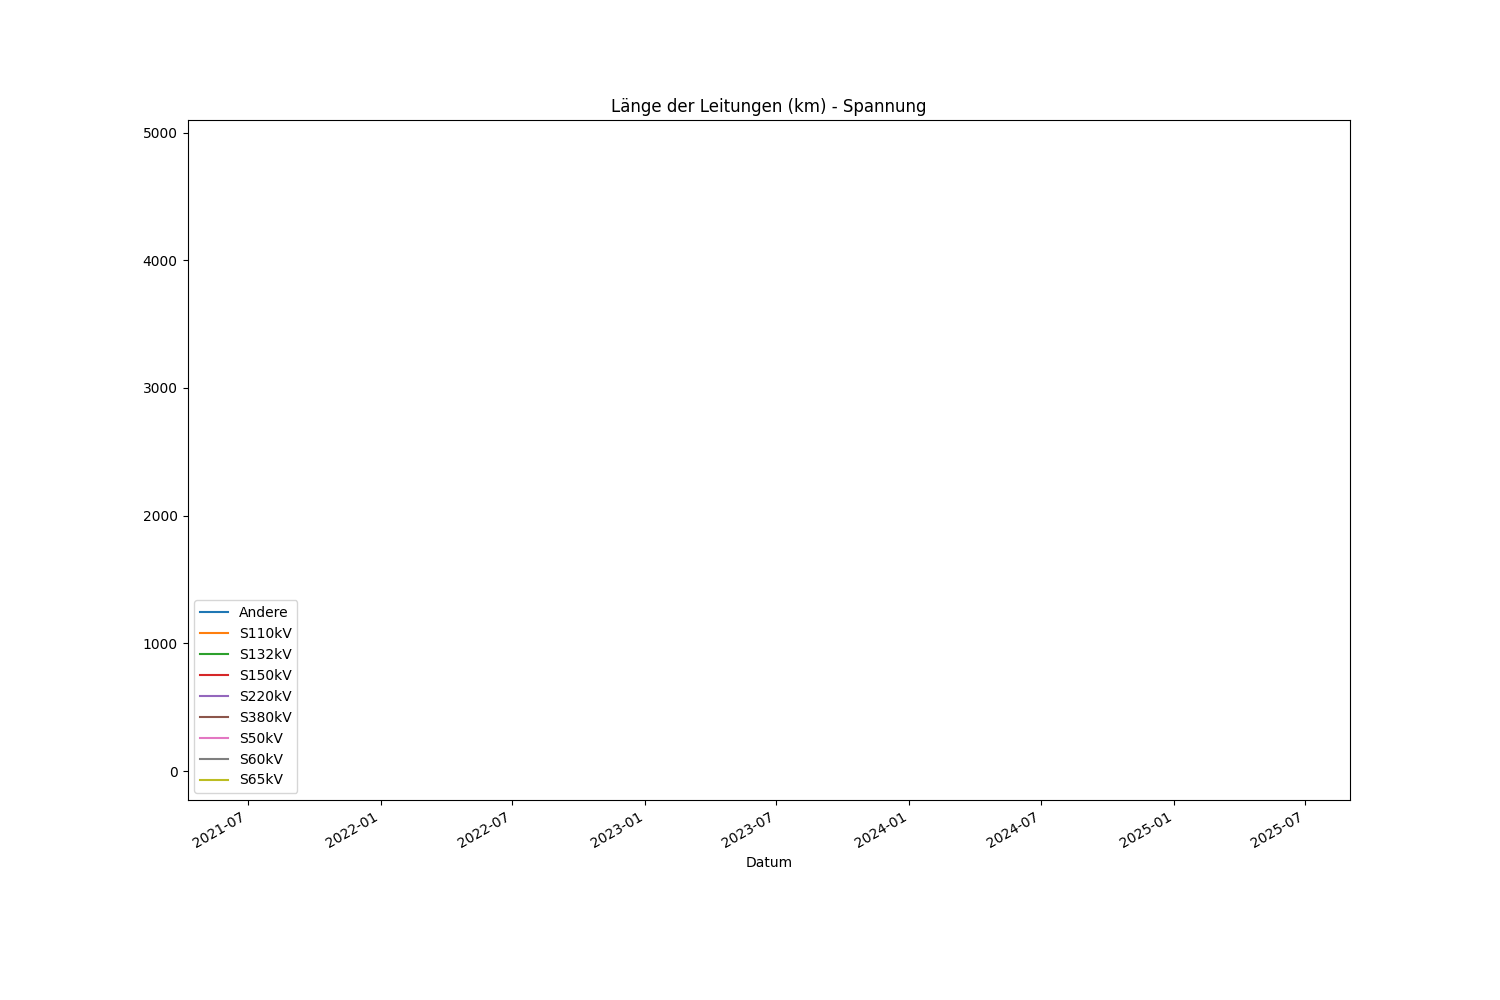 Länge der Leitungen (km) - Spannung
5000
4000
3000
2000
1000
0
Andere
S110kV
S132kV
S150kV
S220kV
S380kV
S50kV
S60kV
S65kV
2021-07
2022-01
2022-07
2023-01
2023-07
2024-01
2024-07
2025-01
2025-07
Datum